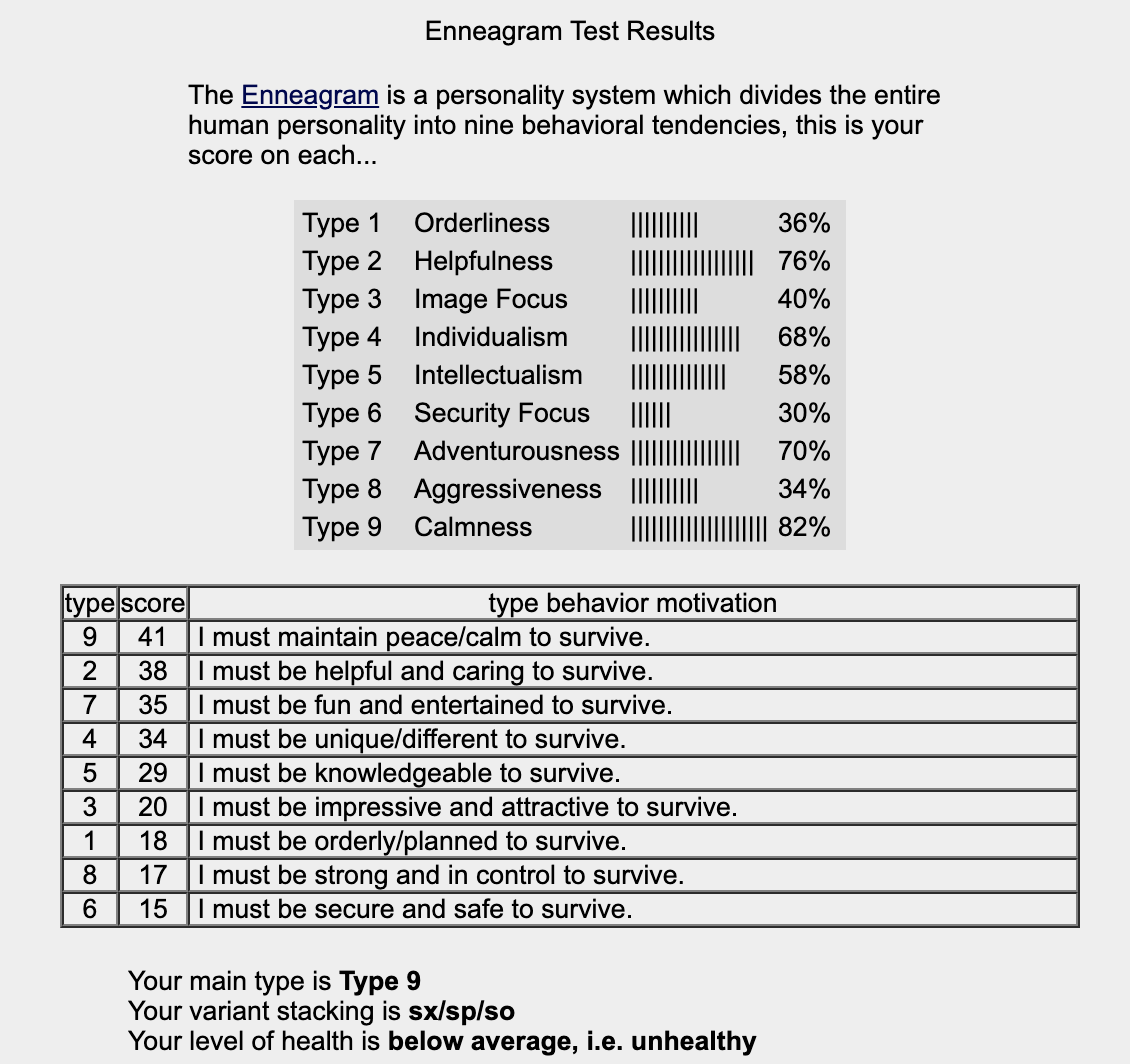 Enneagram Test Results
The Enneagram is a personality system which divides the entire
human personality into nine behavioral tendencies, this is your
score on each...
Type 1 Orderliness |||||||||| 36%
Type 2 Helpfulness |||||||||||||||||| 76%
Type 3 Image Focus |||||||||| 40%
Type 4 Individualism |||||||||||||||| 68%
Type 5 Intellectualism |||||||||||||| 58%
Type 6 Security Focus |||||| 30%
Type 7 Adventurousness |||||||||||||||| 70%
Type 8 Aggressiveness |||||||||| 34%
Type 9 Calmness |||||||||||||||||||| 82%
type score type behavior motivation
9 41 I must maintain peace/calm to survive.
2 38 I must be helpful and caring to survive.
7 35 I must be fun and entertained to survive.
4 34 I must be unique/different to survive.
5 29 I must be knowledgeable to survive.
3 20 I must be impressive and attractive to survive.
1 18 I must be orderly/planned to survive.
8 17 I must be strong and in control to survive.
6 15 I must be secure and safe to survive.
Your main type is Type 9
Your variant stacking is sx/sp/so
Your level of health is below average, i.e. unhealthy